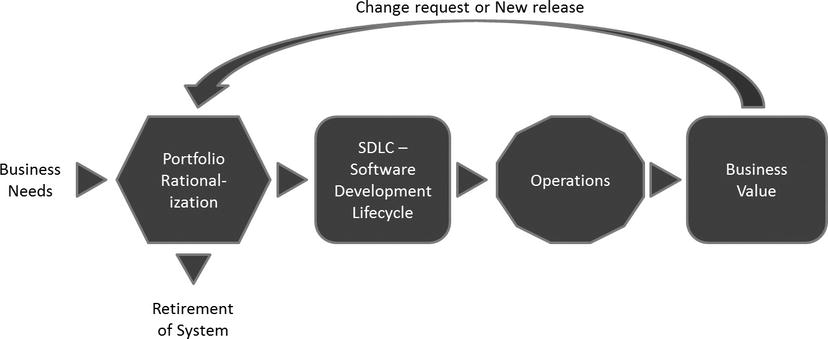 Change request or New release
Business
Needs
Portfolio
Rational-
ization
SDLC –
Software
Development
Lifecycle
Operations
Business
Value
Retirement
of System